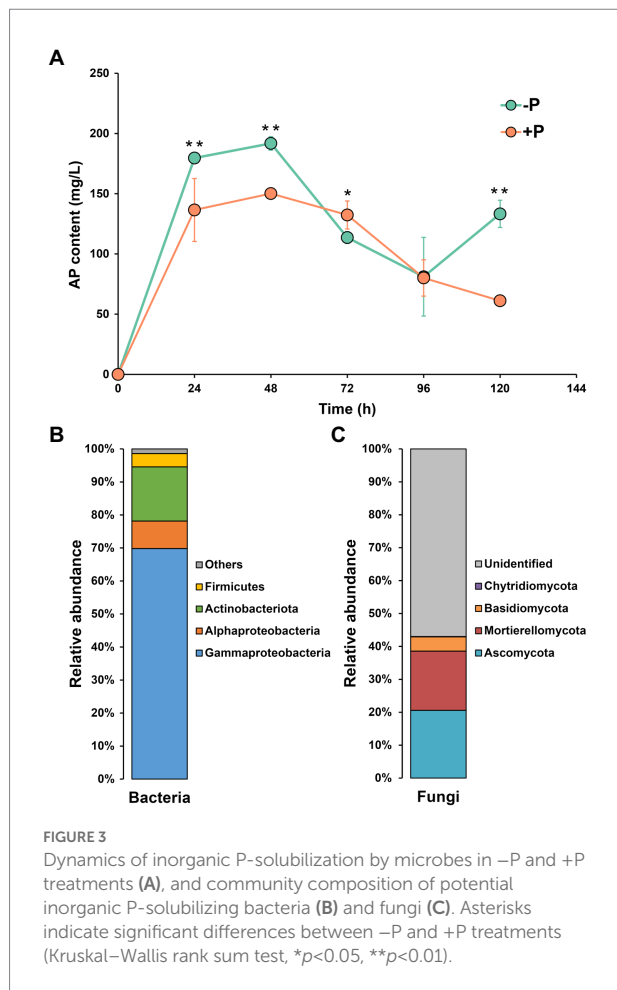 A
250
200
150
100
50
0
AP content (mg/L)
**
**
*
**
-P
+P
0 24 48 72 96 120 144
Time (h)
B
100%
90%
80%
70%
60%
50%
40%
30%
20%
10%
0%
Relative abundance
Others
Firmicutes
Actinobacteriota
Alphaproteobacteria
Gammaproteobacteria
Bacteria
C
100%
90%
80%
70%
60%
50%
40%
30%
20%
10%
0%
Relative abundance
Unidentified
Chytridiomycota
Basidiomycota
Mortierellomycota
Ascomycota
Fungi
FIGURE 3
Dynamics of inorganic P-solubilization by microbes in −P and +P
treatments (A), and community composition of potential
inorganic P-solubilizing bacteria (B) and fungi (C). Asterisks
indicate significant differences between −P and +P treatments
(Kruskal–Wallis rank sum test, *p<0.05, **p<0.01).